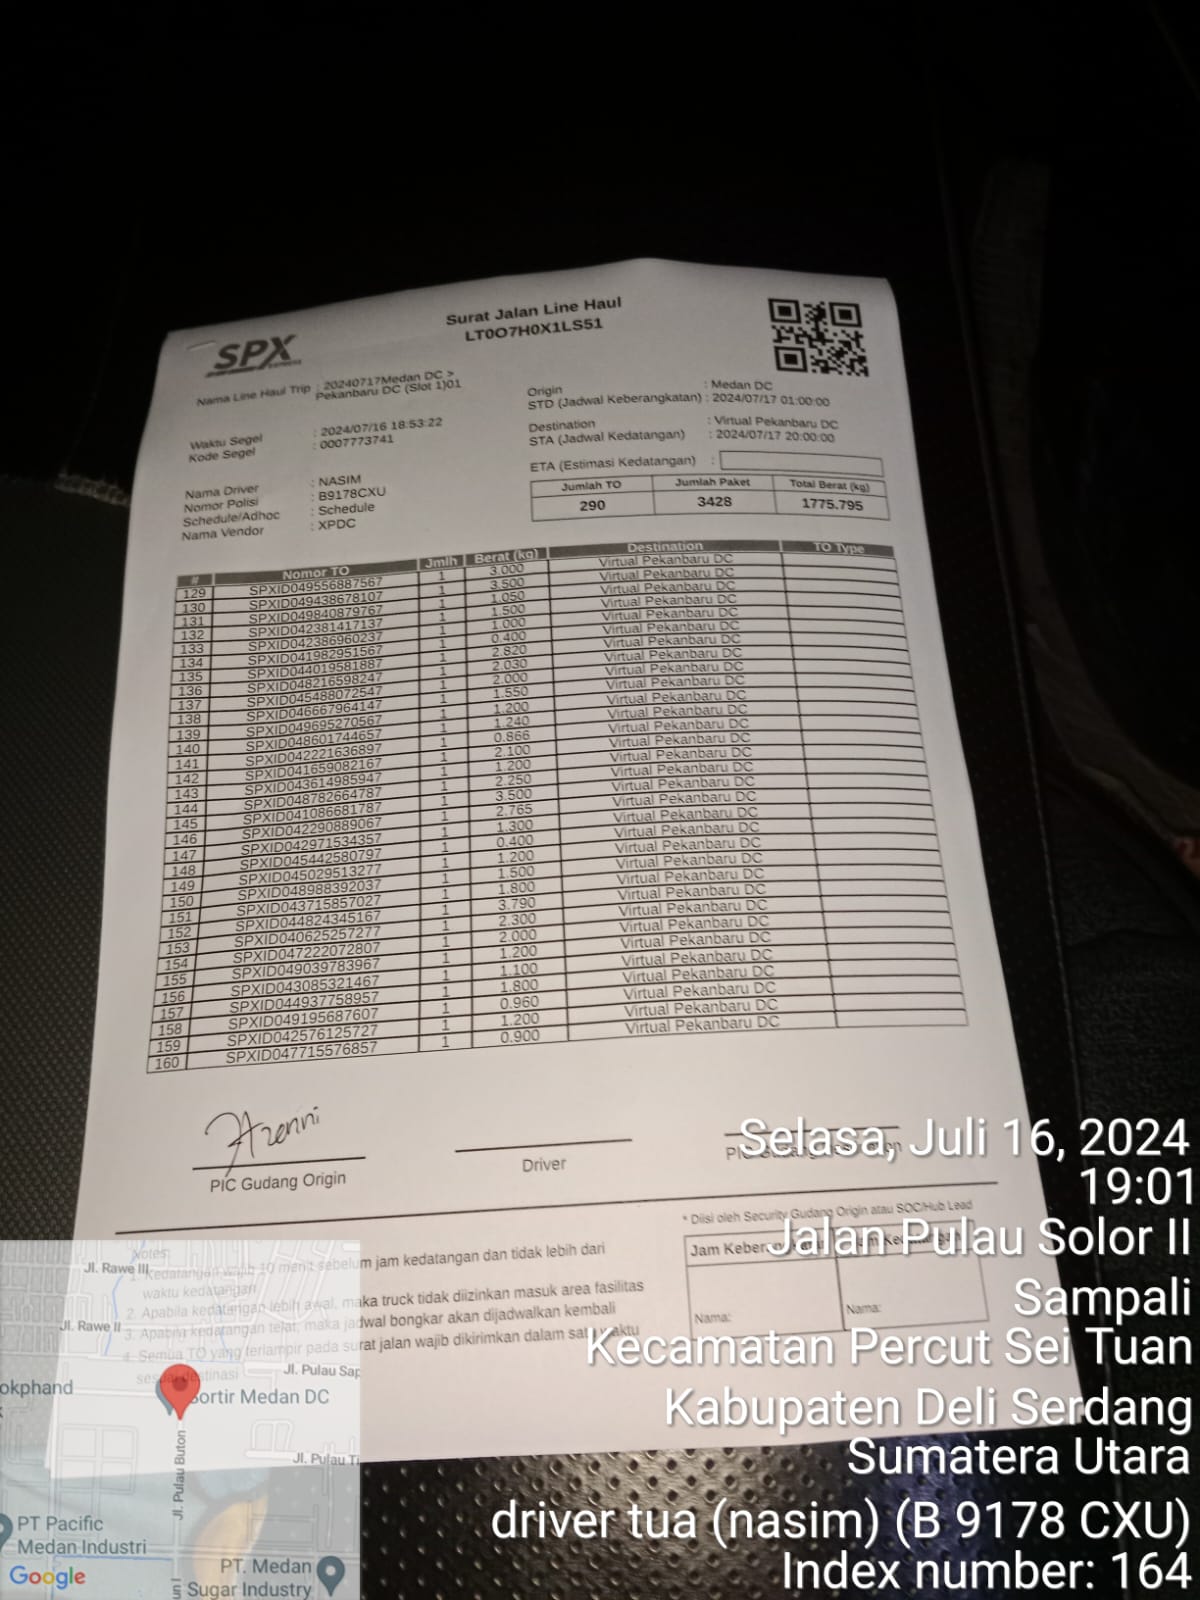 SPX
EXPRESS
Surat Jalan Line Haul
LT0O7H0X1LS51
Nama Line Haul Trip : 20240717Medan DC >
Pekanbaru DC (Slot 1)01
Waktu Segel : 2024/07/16 18:53:22
Kode Segel : 0007773741
Nama Driver : NASIM
Nomor Polisi : B9178CXU
Schedule/Adhoc : Schedule
Nama Vendor : XPDC
Origin : Medan DC
STD (Jadwal Keberangkatan) : 2024/07/17 01:00:00
Destination : Virtual Pekanbaru DC
STA (Jadwal Kedatangan) : 2024/07/17 20:00:00
ETA (Estimasi Kedatangan) :
Jumlah TO Jumlah Paket Total Berat (kg)
290 3428 1775.795
# Nomor TO Jmlh Berat (kg) Destination TO Type
129 SPXID049556887567 1 3.000 Virtual Pekanbaru DC
130 SPXID049438678107 1 3.500 Virtual Pekanbaru DC
131 SPXID049840879767 1 1.050 Virtual Pekanbaru DC
132 SPXID042381417137 1 1.500 Virtual Pekanbaru DC
133 SPXID042386960237 1 1.000 Virtual Pekanbaru DC
134 SPXID041982951567 1 0.400 Virtual Pekanbaru DC
135 SPXID044019581887 1 2.820 Virtual Pekanbaru DC
136 SPXID048216598247 1 2.030 Virtual Pekanbaru DC
137 SPXID045488072547 1 2.000 Virtual Pekanbaru DC
138 SPXID046667964147 1 1.550 Virtual Pekanbaru DC
139 SPXID049695270567 1 1.200 Virtual Pekanbaru DC
140 SPXID048601744657 1 1.240 Virtual Pekanbaru DC
141 SPXID042221636897 1 0.866 Virtual Pekanbaru DC
142 SPXID041659082167 1 2.100 Virtual Pekanbaru DC
143 SPXID043614985947 1 1.200 Virtual Pekanbaru DC
144 SPXID048782664787 1 2.250 Virtual Pekanbaru DC
145 SPXID041086681787 1 3.500 Virtual Pekanbaru DC
146 SPXID042290889067 1 2.765 Virtual Pekanbaru DC
147 SPXID042971534357 1 1.300 Virtual Pekanbaru DC
148 SPXID045442580797 1 0.400 Virtual Pekanbaru DC
149 SPXID045029513277 1 1.200 Virtual Pekanbaru DC
150 SPXID048988392037 1 1.500 Virtual Pekanbaru DC
151 SPXID043715857027 1 1.800 Virtual Pekanbaru DC
152 SPXID044824345167 1 3.790 Virtual Pekanbaru DC
153 SPXID040625257277 1 2.300 Virtual Pekanbaru DC
154 SPXID047222072807 1 2.000 Virtual Pekanbaru DC
155 SPXID049039783967 1 1.200 Virtual Pekanbaru DC
156 SPXID043085321467 1 1.100 Virtual Pekanbaru DC
157 SPXID044937758957 1 1.800 Virtual Pekanbaru DC
158 SPXID049195687607 1 0.960 Virtual Pekanbaru DC
159 SPXID042576125727 1 1.200 Virtual Pekanbaru DC
160 SPXID047715576857 1 0.900 Virtual Pekanbaru DC
PIC Gudang Origin
Driver
PIC Gudang
* Diisi oleh Security Gudang Origin atau SOC/Hub Lead
Nama: Nama:
Notes:
1. Kedatangan wajib 10 menit sebelum jam kedatangan dan tidak lebih dari
waktu kedatangan
2. Apabila kedatangan lebih awal, maka truck tidak diizinkan masuk area fasilitas
3. Apabila kedatangan telat, maka jadwal bongkar akan dijadwalkan kembali
4. Semua TO yang terlampir pada surat jalan wajib dikirimkan dalam satu waktu
sesuai destinasi
Selasa, Juli 16, 2024
19:01
Jalan Pulau Solor II
Sampali
Kecamatan Percut Sei Tuan
Kabupaten Deli Serdang
Sumatera Utara
driver tua (nasim) (B 9178 CXU)
Index number: 164
Jl. Rawe III
Jl. Rawe II
Jl. Pulau Sap
okphand
Sortir Medan DC
Jl. Pulau Buton
Jl. Pulau Ti
PT Pacific
Medan Industri
PT. Medan
Sugar Industry
Google